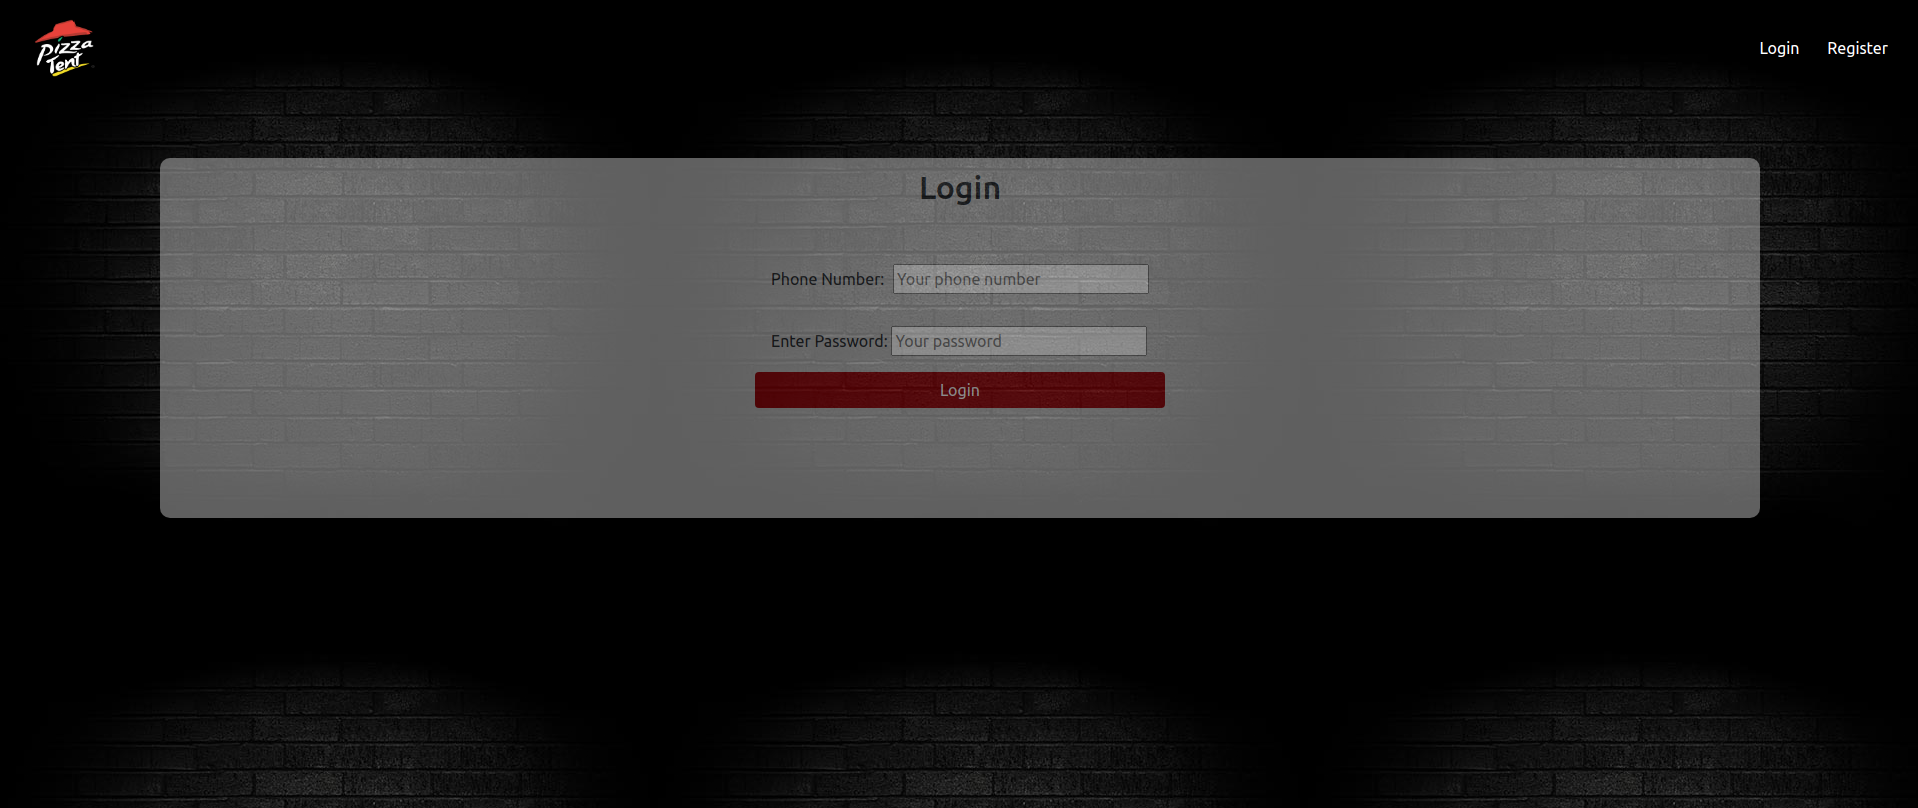 Pizza
Tent
Login Register
Login
Phone Number: Your phone number
Enter Password: Your password
Login